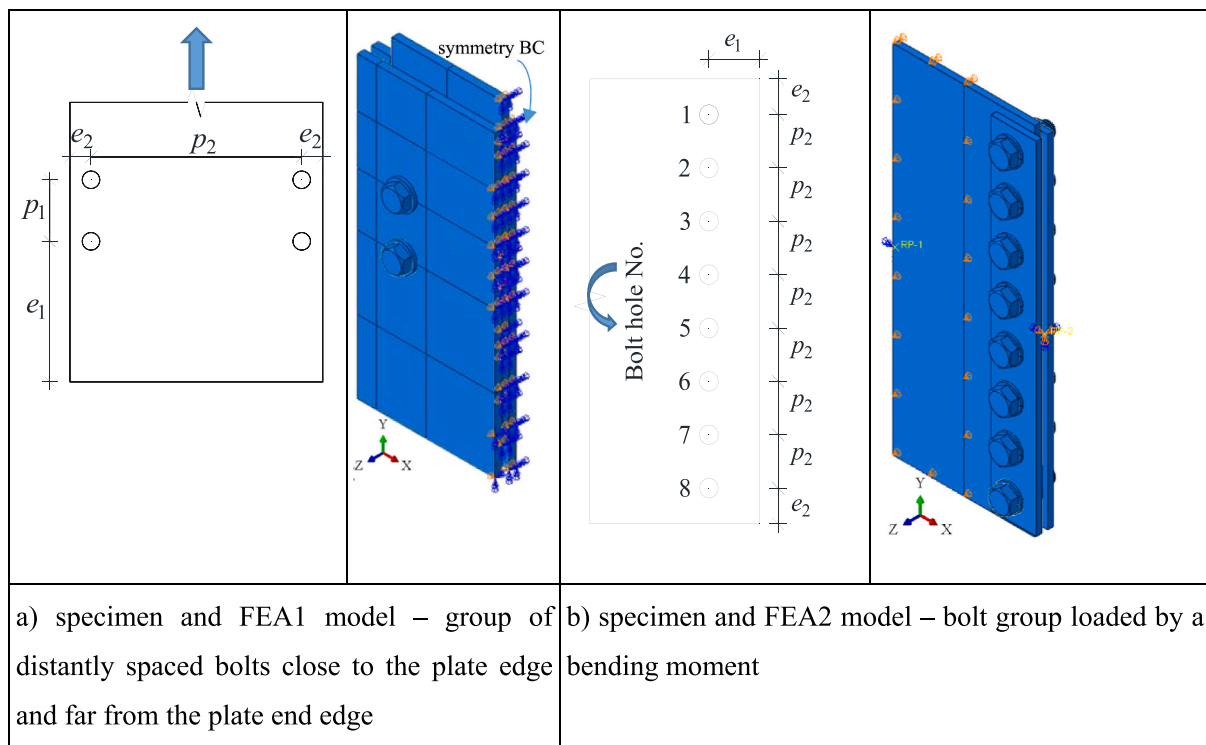 e2
p2
e2
p1
e1
symmetry BC
Y
Z
X
e1
Bolt hole No.
1
2
3
4
5
6
7
8
e2
p2
p2
p2
p2
p2
p2
p2
e2
RP-1
RP-2
Y
Z
X
a) specimen and FEA1 model – group of
distantly spaced bolts close to the plate edge
and far from the plate end edge
b) specimen and FEA2 model – bolt group loaded by a
bending moment